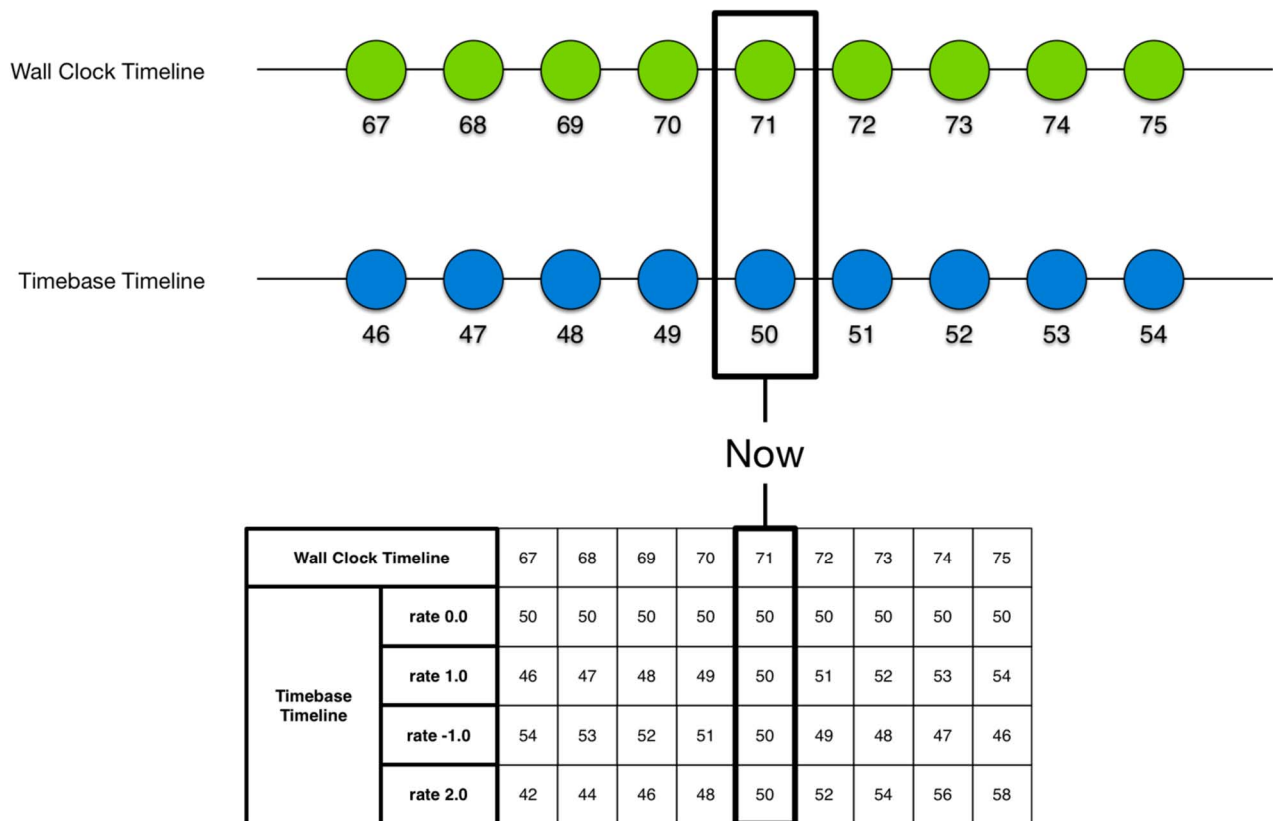 Wall Clock Timeline
67 68 69 70 71 72 73 74 75
Timebase Timeline
46 47 48 49 50 51 52 53 54
Now
Wall Clock Timeline 67 68 69 70 71 72 73 74 75
Timebase
Timeline
rate 0.0 50 50 50 50 50 50 50 50 50
rate 1.0 46 47 48 49 50 51 52 53 54
rate -1.0 54 53 52 51 50 49 48 47 46
rate 2.0 42 44 46 48 50 52 54 56 58